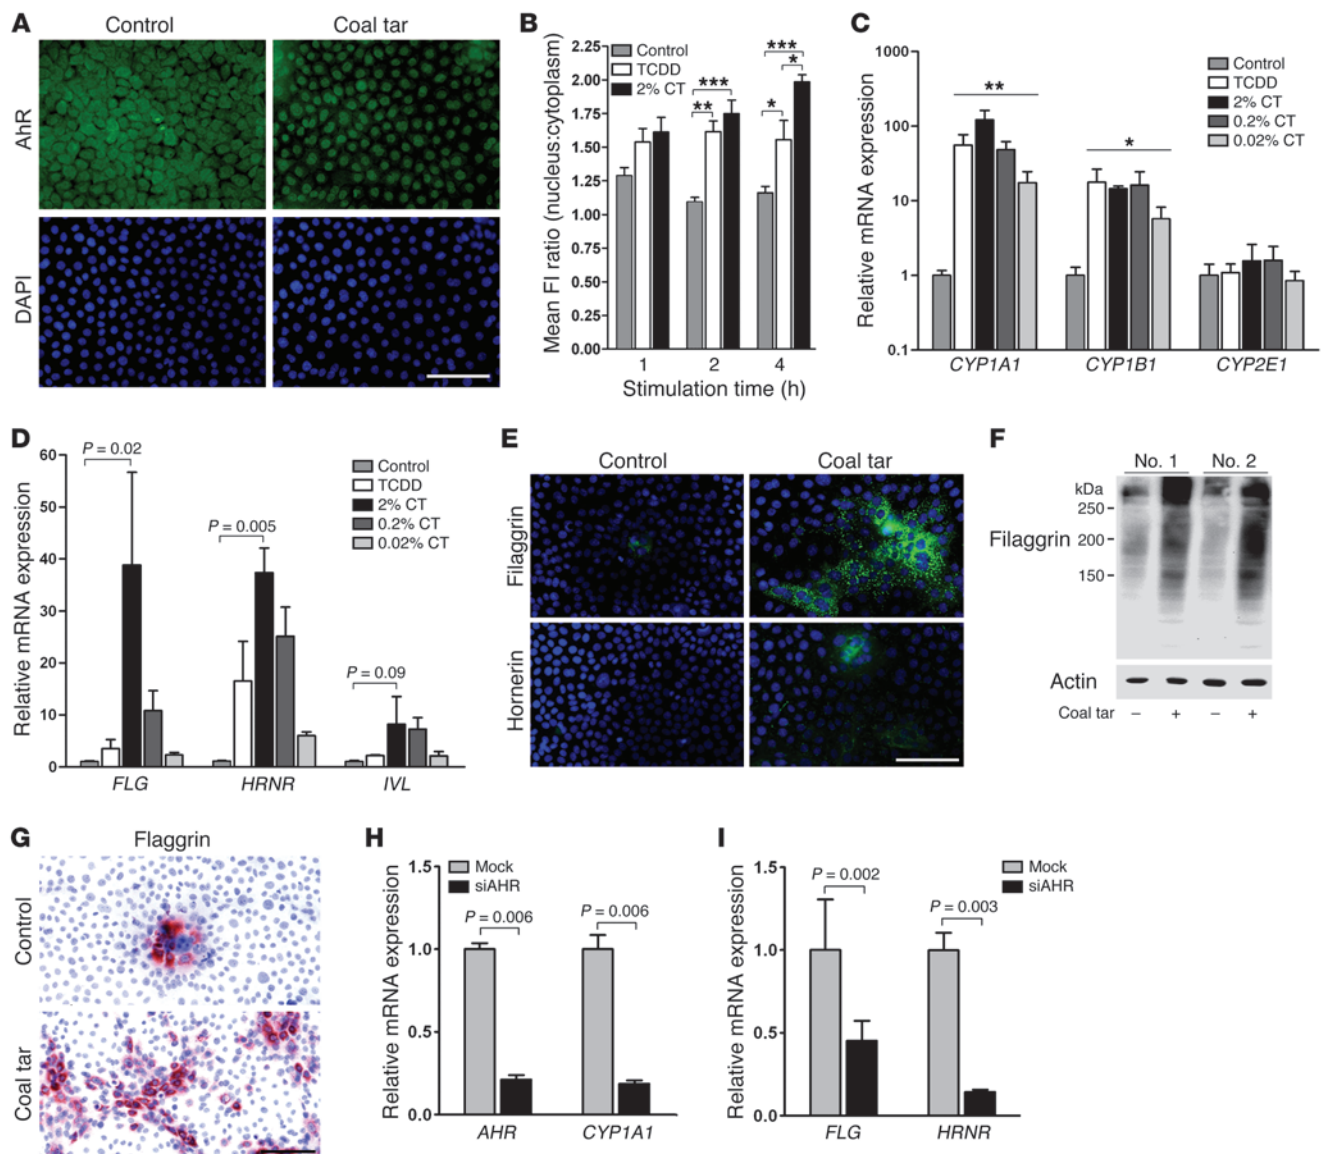 A
Control
Coal tar
AhR
DAPI
B
Mean FI ratio (nucleus:cytoplasm)
2.25
2.00
1.75
1.50
1.25
1.00
0.75
0.50
0.25
0.00
Control
TCDD
2% CT
***
**
***
*
*
1
2
4
Stimulation time (h)
C
Relative mRNA expression
1000
100
10
1
0.1
**
*
Control
TCDD
2% CT
0.2% CT
0.02% CT
CYP1A1
CYP1B1
CYP2E1
D
Relative mRNA expression
60
50
40
30
20
10
0
P = 0.02
P = 0.005
P = 0.09
Control
TCDD
2% CT
0.2% CT
0.02% CT
FLG
HRNR
IVL
E
Control
Coal tar
Filaggrin
Hornerin
F
No. 1
No. 2
kDa
250
Filaggrin 200
150
Actin
Coal tar − + − +
G
Flaggrin
Control
Coal tar
H
Relative mRNA expression
1.5
1.0
0.5
0.0
Mock
siAHR
P = 0.006
P = 0.006
AHR
CYP1A1
I
Relative mRNA expression
1.5
1.0
0.5
0.0
P = 0.002
P = 0.003
Mock
siAHR
FLG
HRNR